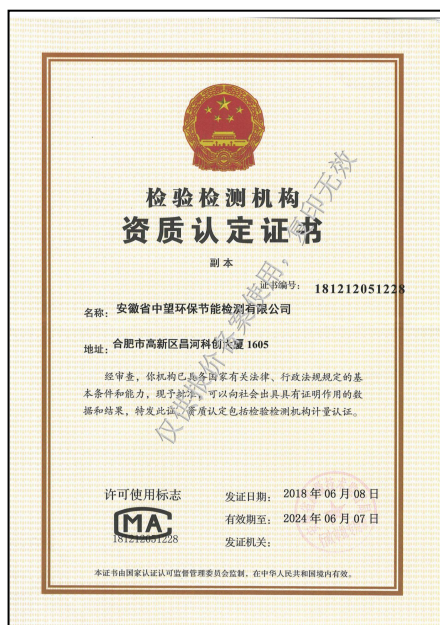 检验检测机构
资质认定证书
副本
证书编号： 181212051228
名称： 安徽省中望环保节能检测有限公司
地址： 合肥市高新区昌河科创大厦 1605
经审查，你机构已具备国家有关法律、行政法规规定的基
本条件和能力，现予批准，可以向社会出具具有证明作用的数
据和结果，特发此证。资质认定包括检验检测机构计量认证。
许可使用标志
MA
181212051228
发证日期： 2018 年 06 月 08 日
有效期至： 2024 年 06 月 07 日
发证机关：
本证书由国家认证认可监督管理委员会监制，在中华人民共和国境内有效。